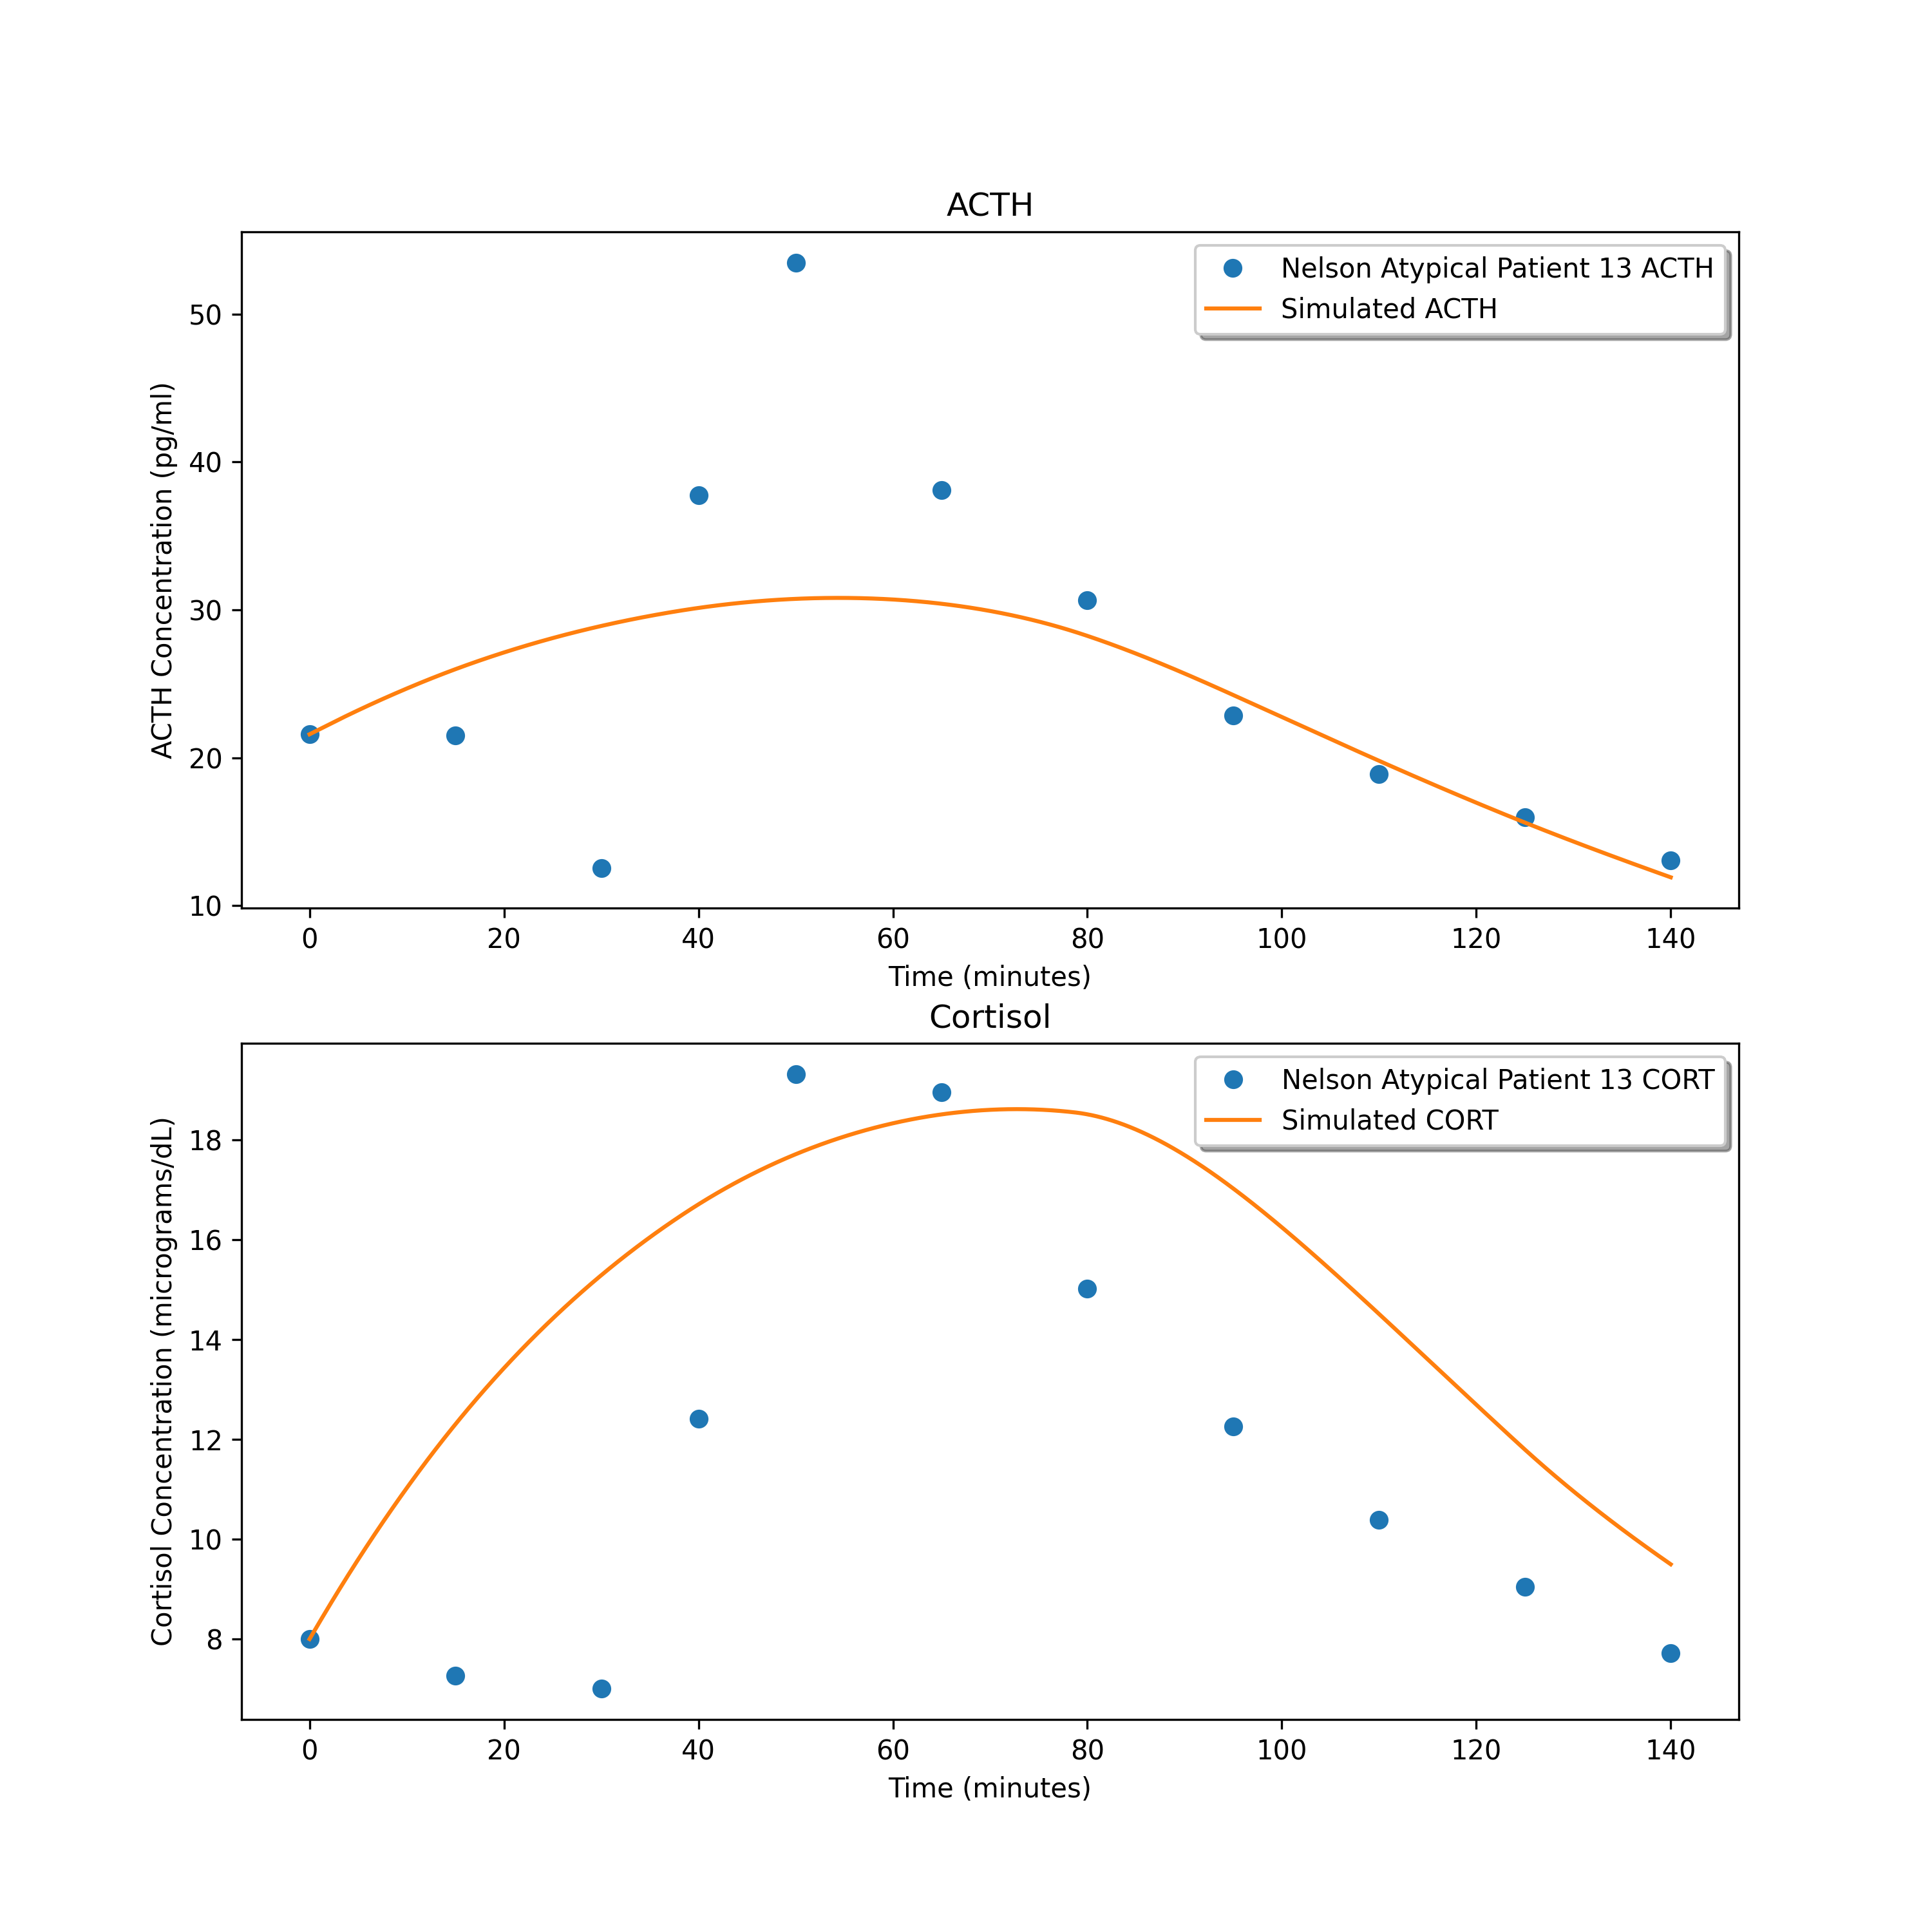 ACTH
Nelson Atypical Patient 13 ACTH
Simulated ACTH
ACTH Concentration (pg/ml)
50
40
30
20
10
0 20 40 60 80 100 120 140
Time (minutes)
Cortisol
Nelson Atypical Patient 13 CORT
Simulated CORT
Cortisol Concentration (micrograms/dL)
18
16
14
12
10
8
0 20 40 60 80 100 120 140
Time (minutes)